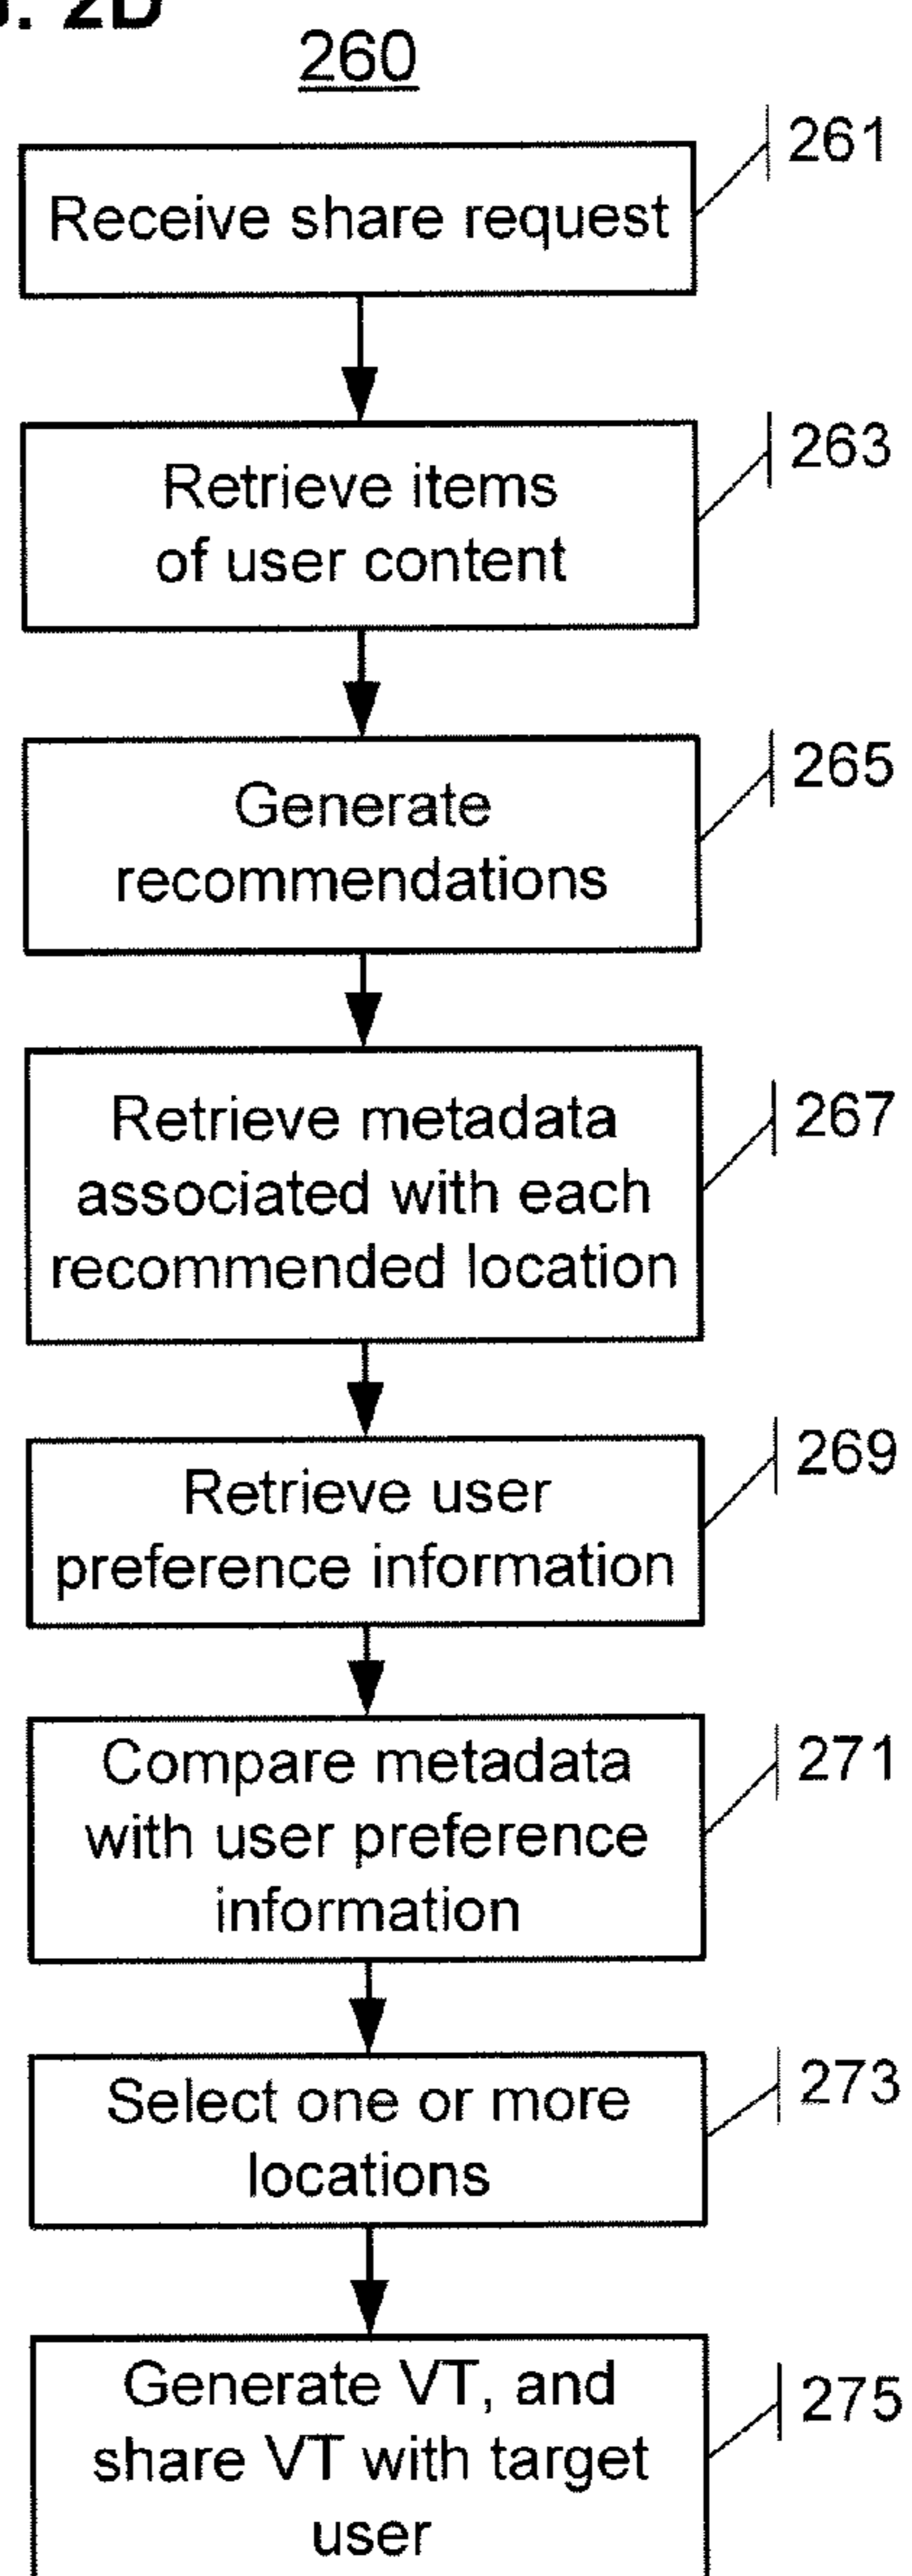 . 2D
260
261
Receive share request
263
Retrieve items
of user content
265
Generate
recommendations
267
Retrieve metadata
associated with each
recommended location
269
Retrieve user
preference information
271
Compare metadata
with user preference
information
273
Select one or more
locations
275
Generate VT, and
share VT with target
user